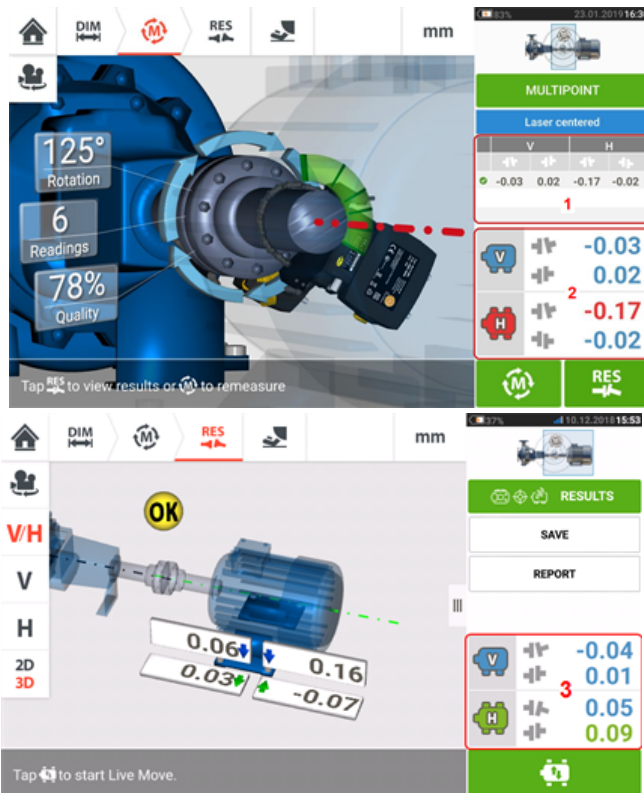 DIM
RES
mm
83%
23.01.2019 16:3
125°
Rotation
6
Readings
78%
Quality
MULTIPOINT
Laser centered
V H
-0.03 0.02 -0.17 -0.02
1
V
-0.03
0.02
2
H
-0.17
-0.02
Tap RES to view results or M to remeasure
M
RES
DIM
M
RES
mm
37%
10.12.2018 15:53
V/H
V
H
2D
3D
OK
0.06
0.16
0.03
-0.07
RESULTS
SAVE
REPORT
V
-0.04
0.01
3
H
0.05
0.09
Tap to start Live Move.